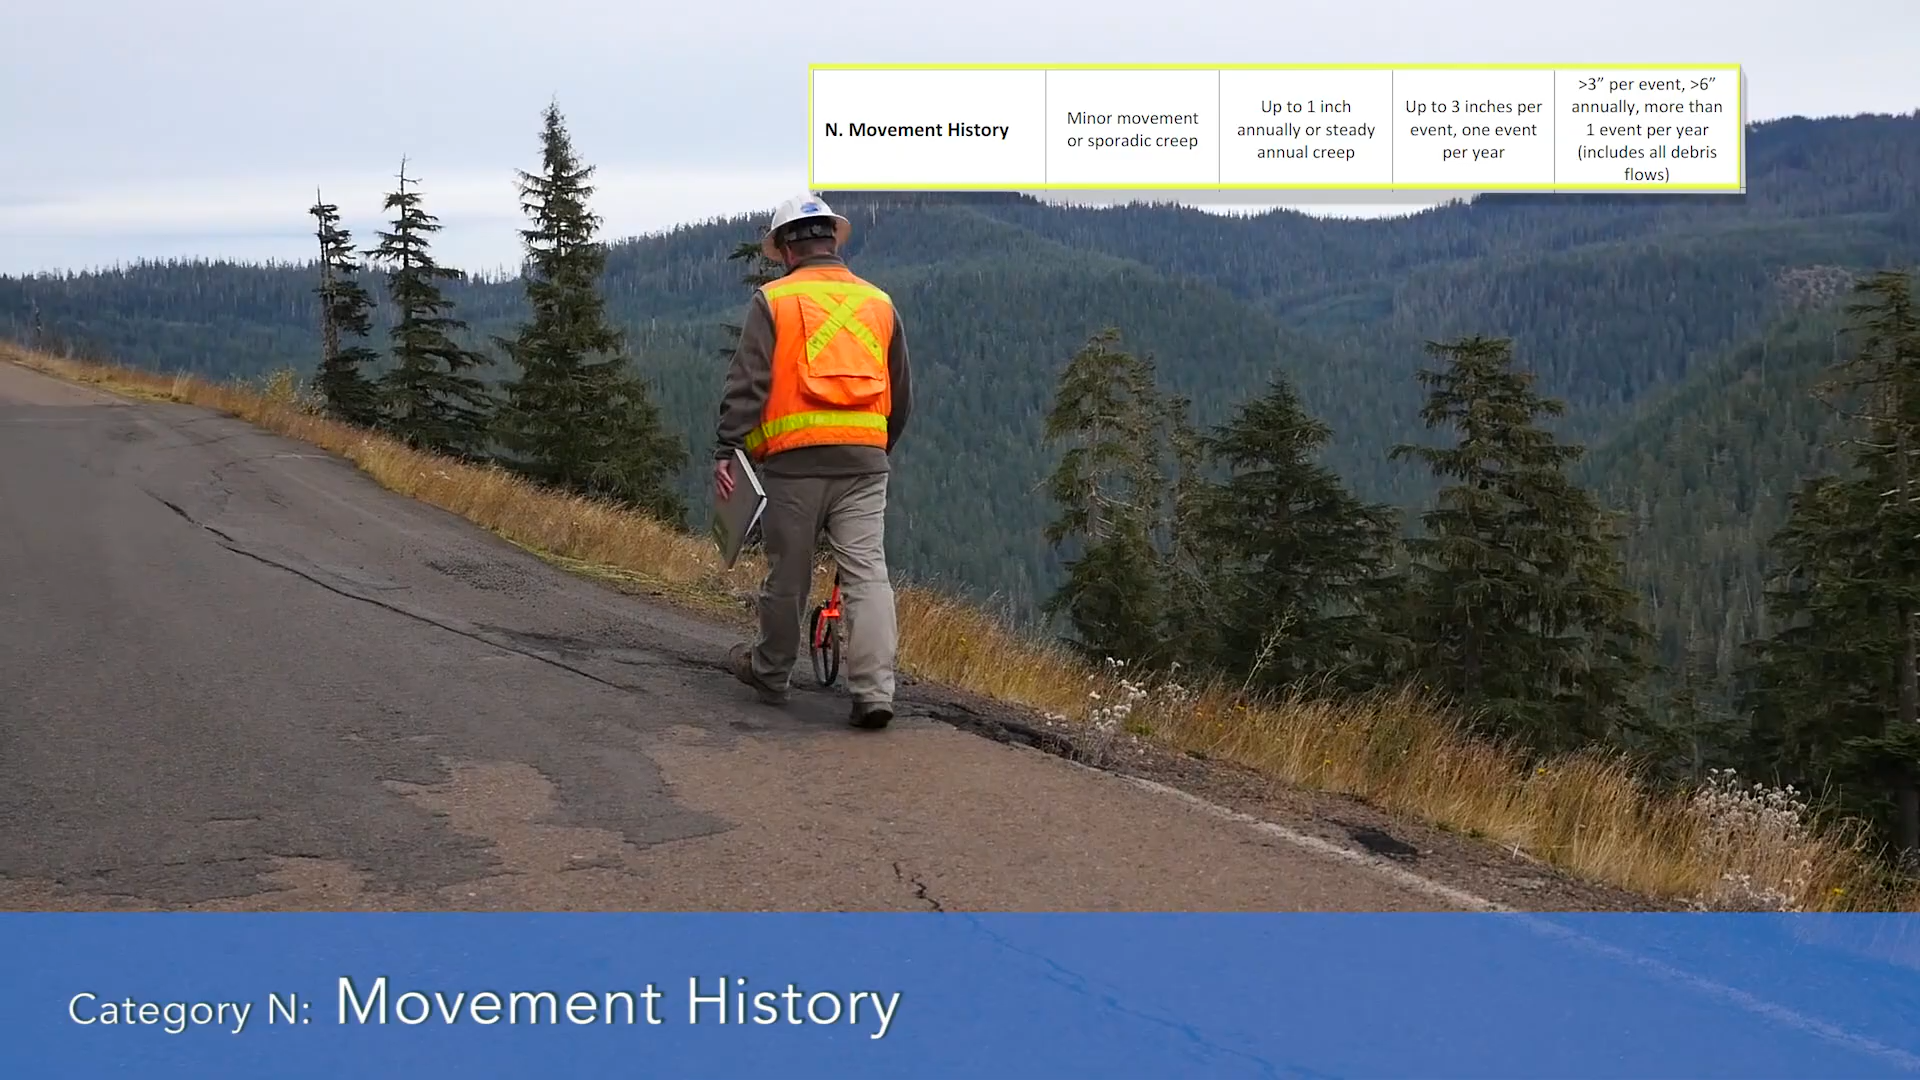 N. Movement History
Minor movement
or sporadic creep
Up to 1 inch
annually or steady
annual creep
Up to 3 inches per
event, one event
per year
>3” per event, >6”
annually, more than
1 event per year
(includes all debris
flows)
Category N: Movement History